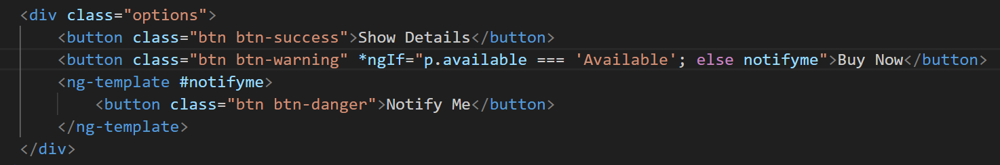 <div class="options">
<button class="btn btn-success">Show Details</button>
<button class="btn btn-warning" *ngIf="p.available === 'Available'; else notifyme">Buy Now</button>
<ng-template #notifyme>
<button class="btn btn-danger">Notify Me</button>
</ng-template>
</div>